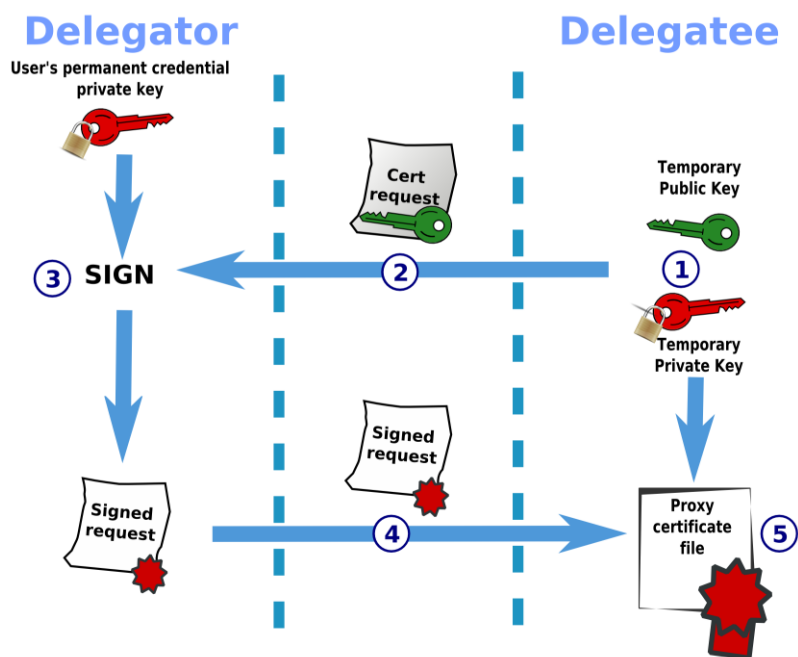 Delegator
Delegatee
User's permanent credential
private key
Cert
request
Temporary
Public Key
3
SIGN
2
1
Temporary
Private Key
Signed
request
Signed
request
4
Proxy
certificate
file
5